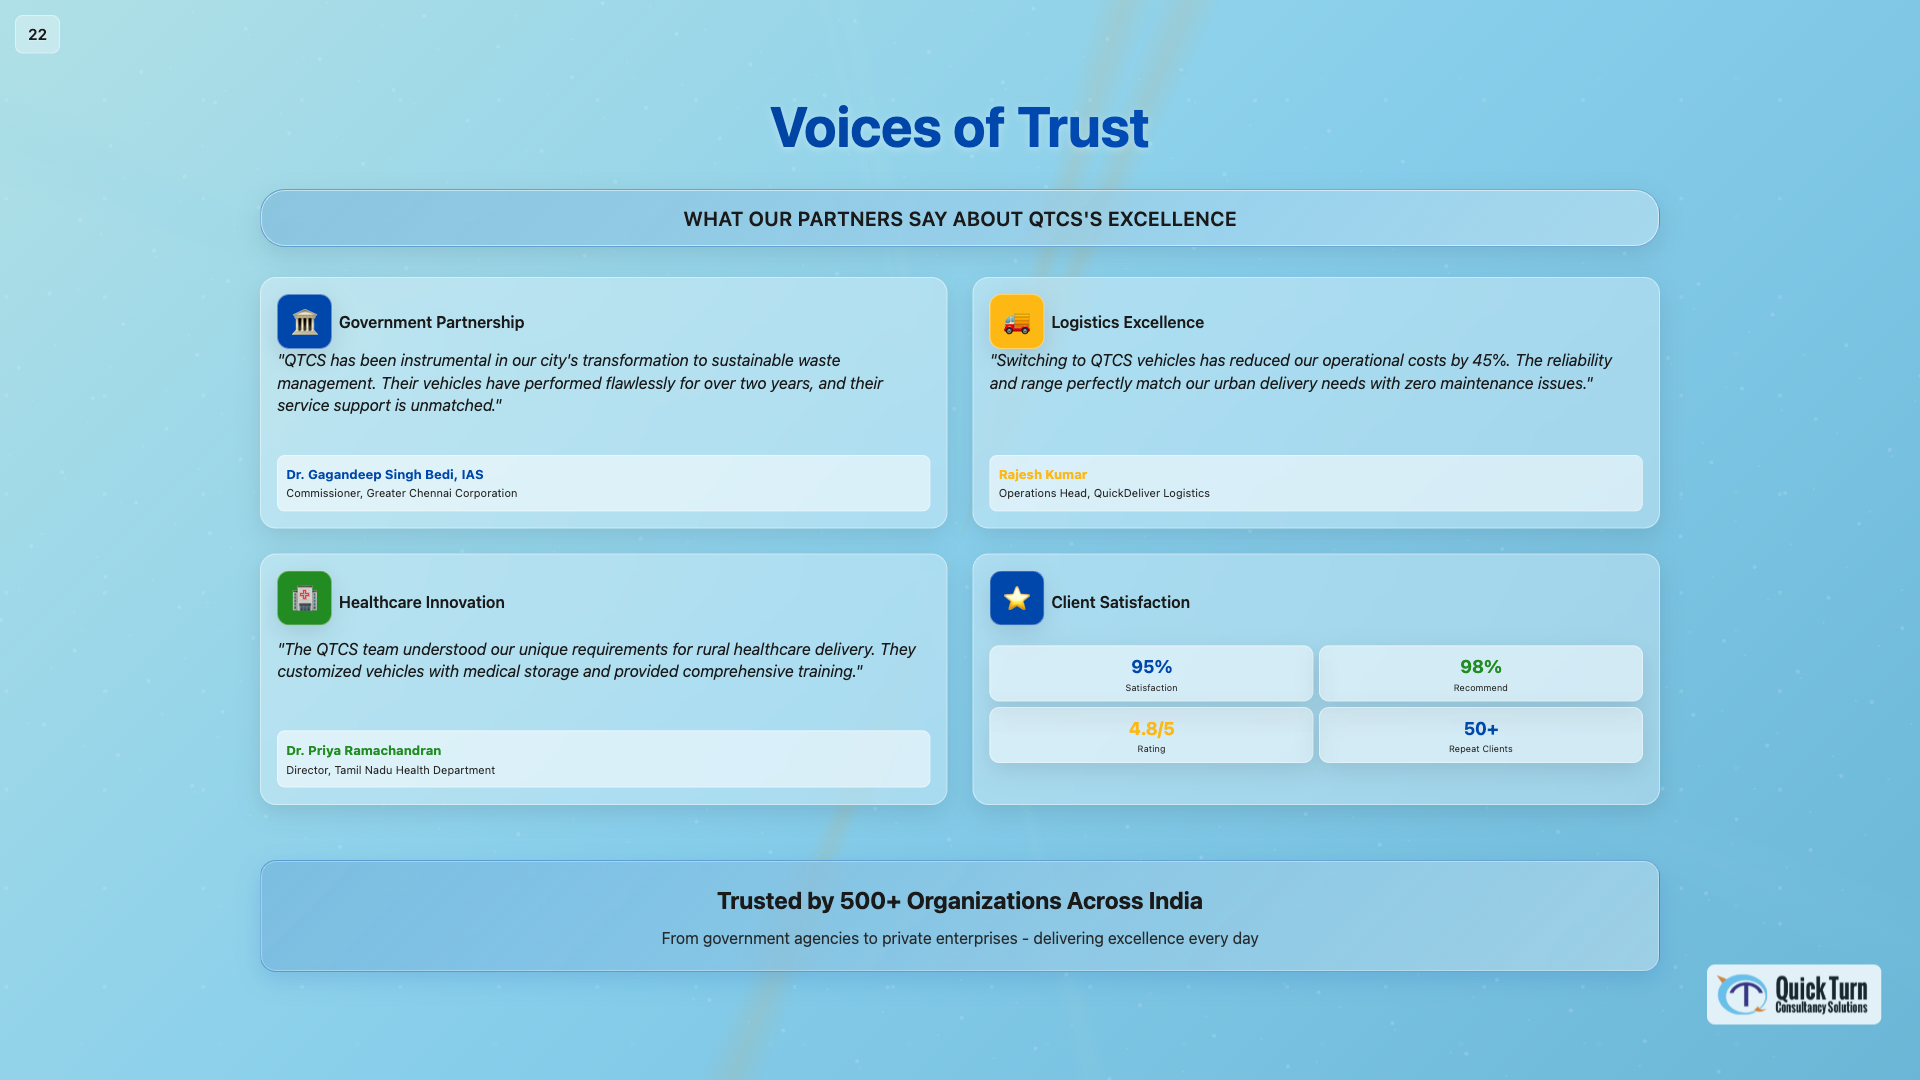 22
Voices of Trust
WHAT OUR PARTNERS SAY ABOUT QTCS'S EXCELLENCE
Government Partnership
"QTCS has been instrumental in our city's transformation to sustainable waste
management. Their vehicles have performed flawlessly for over two years, and their
service support is unmatched."
Dr. Gagandeep Singh Bedi, IAS
Commissioner, Greater Chennai Corporation
Logistics Excellence
"Switching to QTCS vehicles has reduced our operational costs by 45%. The reliability
and range perfectly match our urban delivery needs with zero maintenance issues."
Rajesh Kumar
Operations Head, QuickDeliver Logistics
Healthcare Innovation
"The QTCS team understood our unique requirements for rural healthcare delivery. They
customized vehicles with medical storage and provided comprehensive training."
Dr. Priya Ramachandran
Director, Tamil Nadu Health Department
Client Satisfaction
95%
Satisfaction
98%
Recommend
4.8/5
Rating
50+
Repeat Clients
Trusted by 500+ Organizations Across India
From government agencies to private enterprises - delivering excellence every day
Quick Turn
Consultancy Solutions